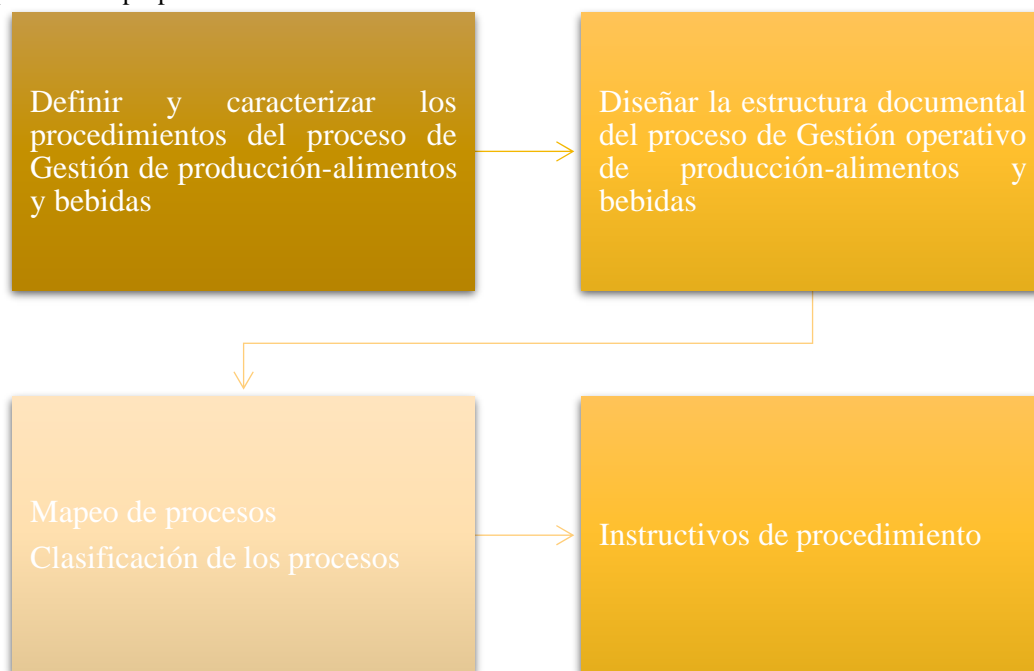 Definir y caracterizar los
procedimientos del proceso de
Gestión de producción-alimentos
y bebidas
Diseñar la estructura documental
del proceso de Gestión operativo
de producción-alimentos y
bebidas
Mapeo de procesos
Clasificación de los procesos
Instructivos de procedimiento